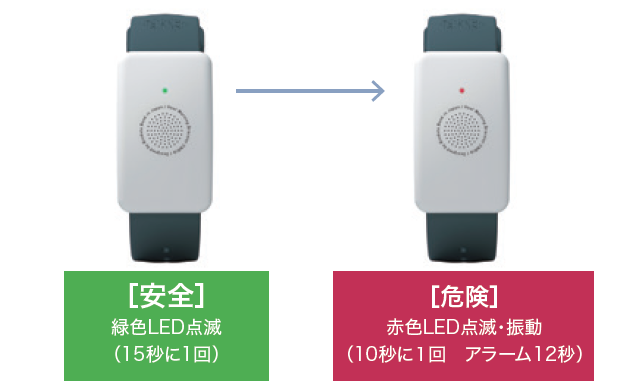 [安全]
緑色LED点滅
（15秒に1回）
[危険]
赤色LED点滅・振動
（10秒に1回　アラーム12秒）